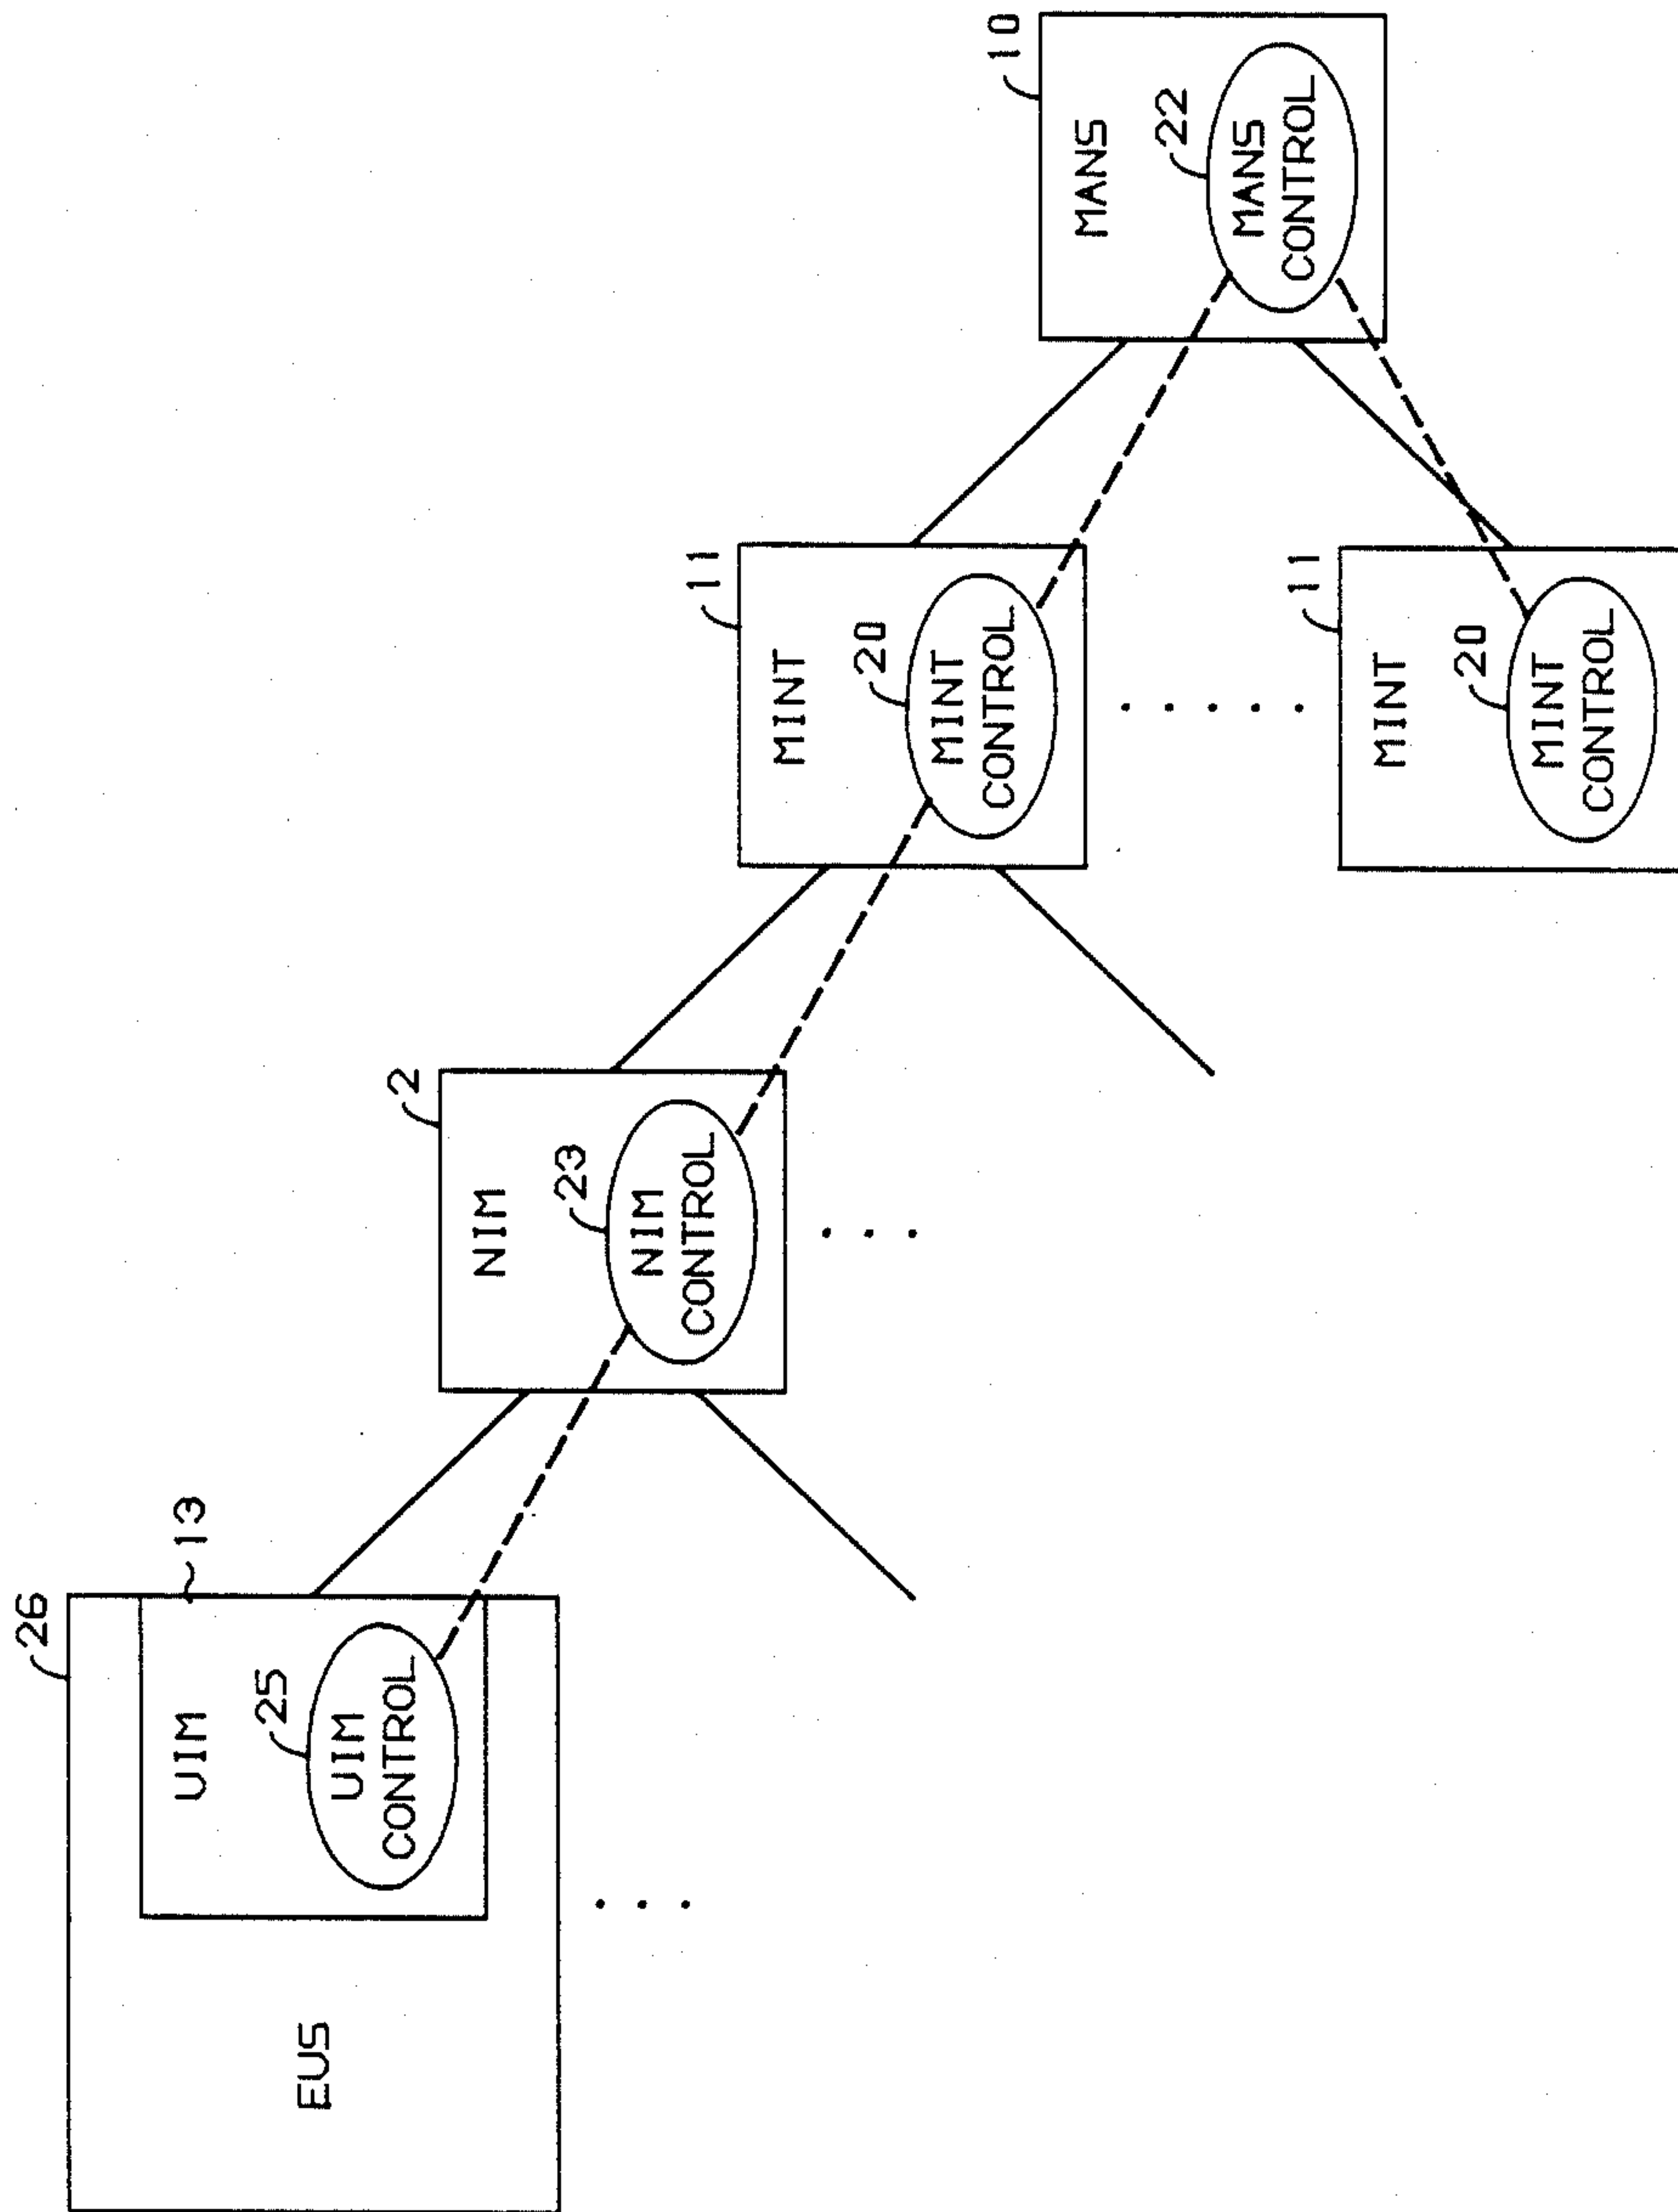 26
EUS
UIM
13
25
UIM
CONTROL
2
NIM
23
NIM
CONTROL
11
MINT
20
MINT
CONTROL
10
MANS
22
MANS
CONTROL
11
MINT
20
MINT
CONTROL